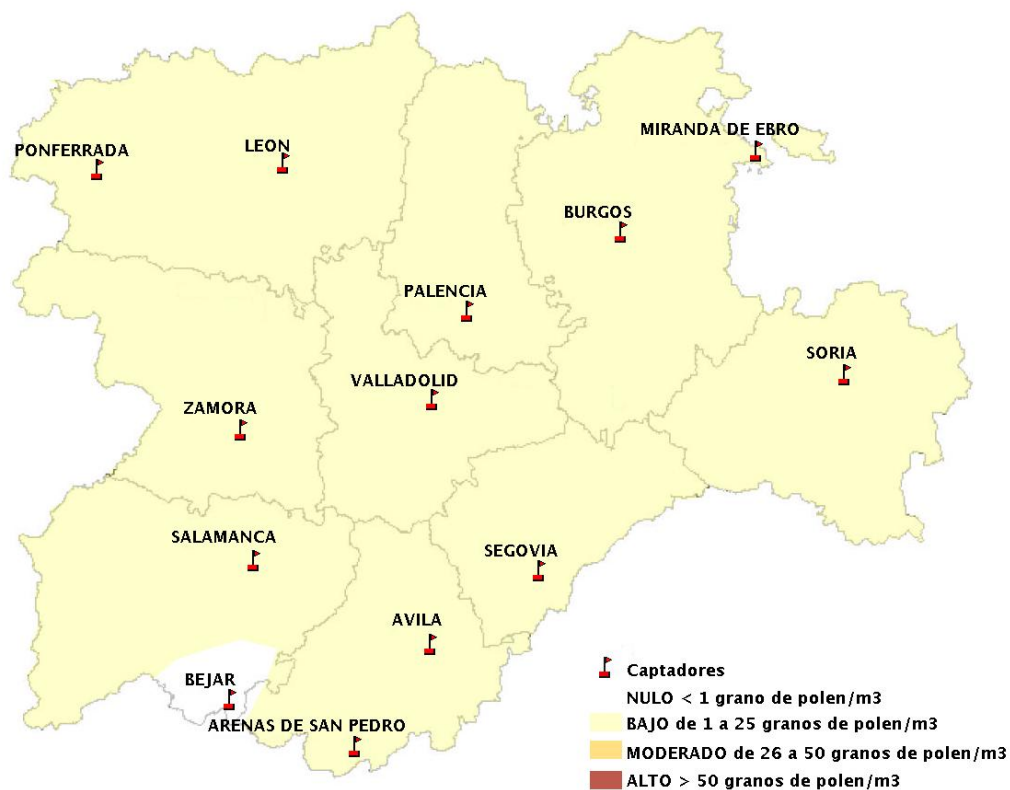 MIRANDA DE EBRO
PONFERRADA
LEON
BURGOS
PALENCIA
SORIA
VALLADOLID
ZAMORA
SALAMANCA
SEGOVIA
AVILA
BEJAR
ARENAS DE SAN PEDRO
Captadores
NULO < 1 grano de polen/m3
BAJO de 1 a 25 granos de polen/m3
MODERADO de 26 a 50 granos de polen/m3
ALTO > 50 granos de polen/m3